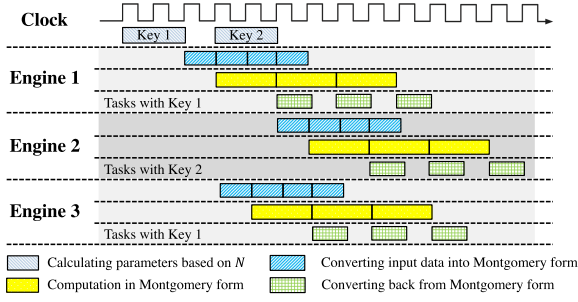 Clock
Key 1 Key 2
Engine 1
Tasks with Key 1
Engine 2
Tasks with Key 2
Engine 3
Tasks with Key 1
Calculating parameters based on N Converting input data into Montgomery form
Computation in Montgomery form Converting back from Montgomery form